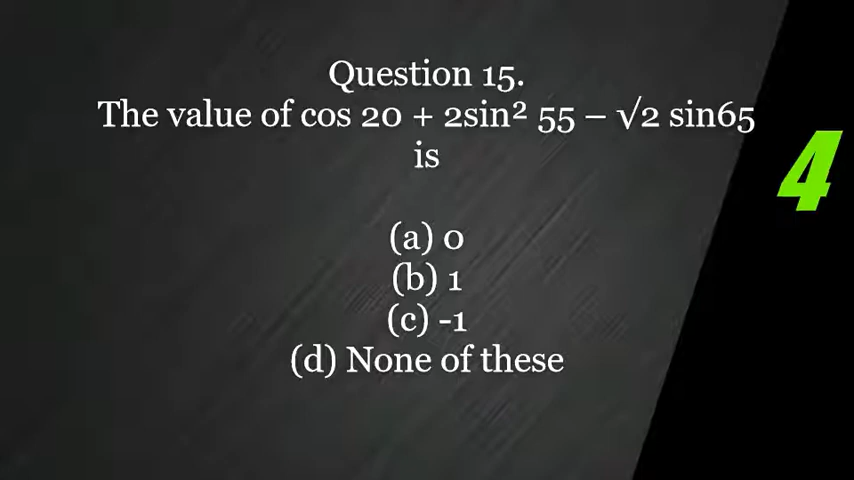 Question 15.
The value of cos 20 + 2sin² 55 – √2 sin65
is
4
(a) 0
(b) 1
(c) -1
(d) None of these